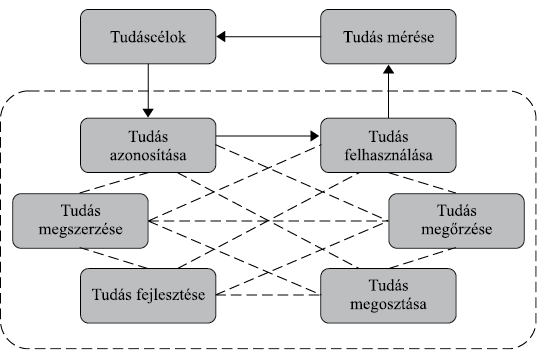 Tudáscélok
Tudás mérése
Tudás
azonosítása
Tudás
felhasználása
Tudás
megszerzése
Tudás
megőrzése
Tudás fejlesztése
Tudás
megosztása